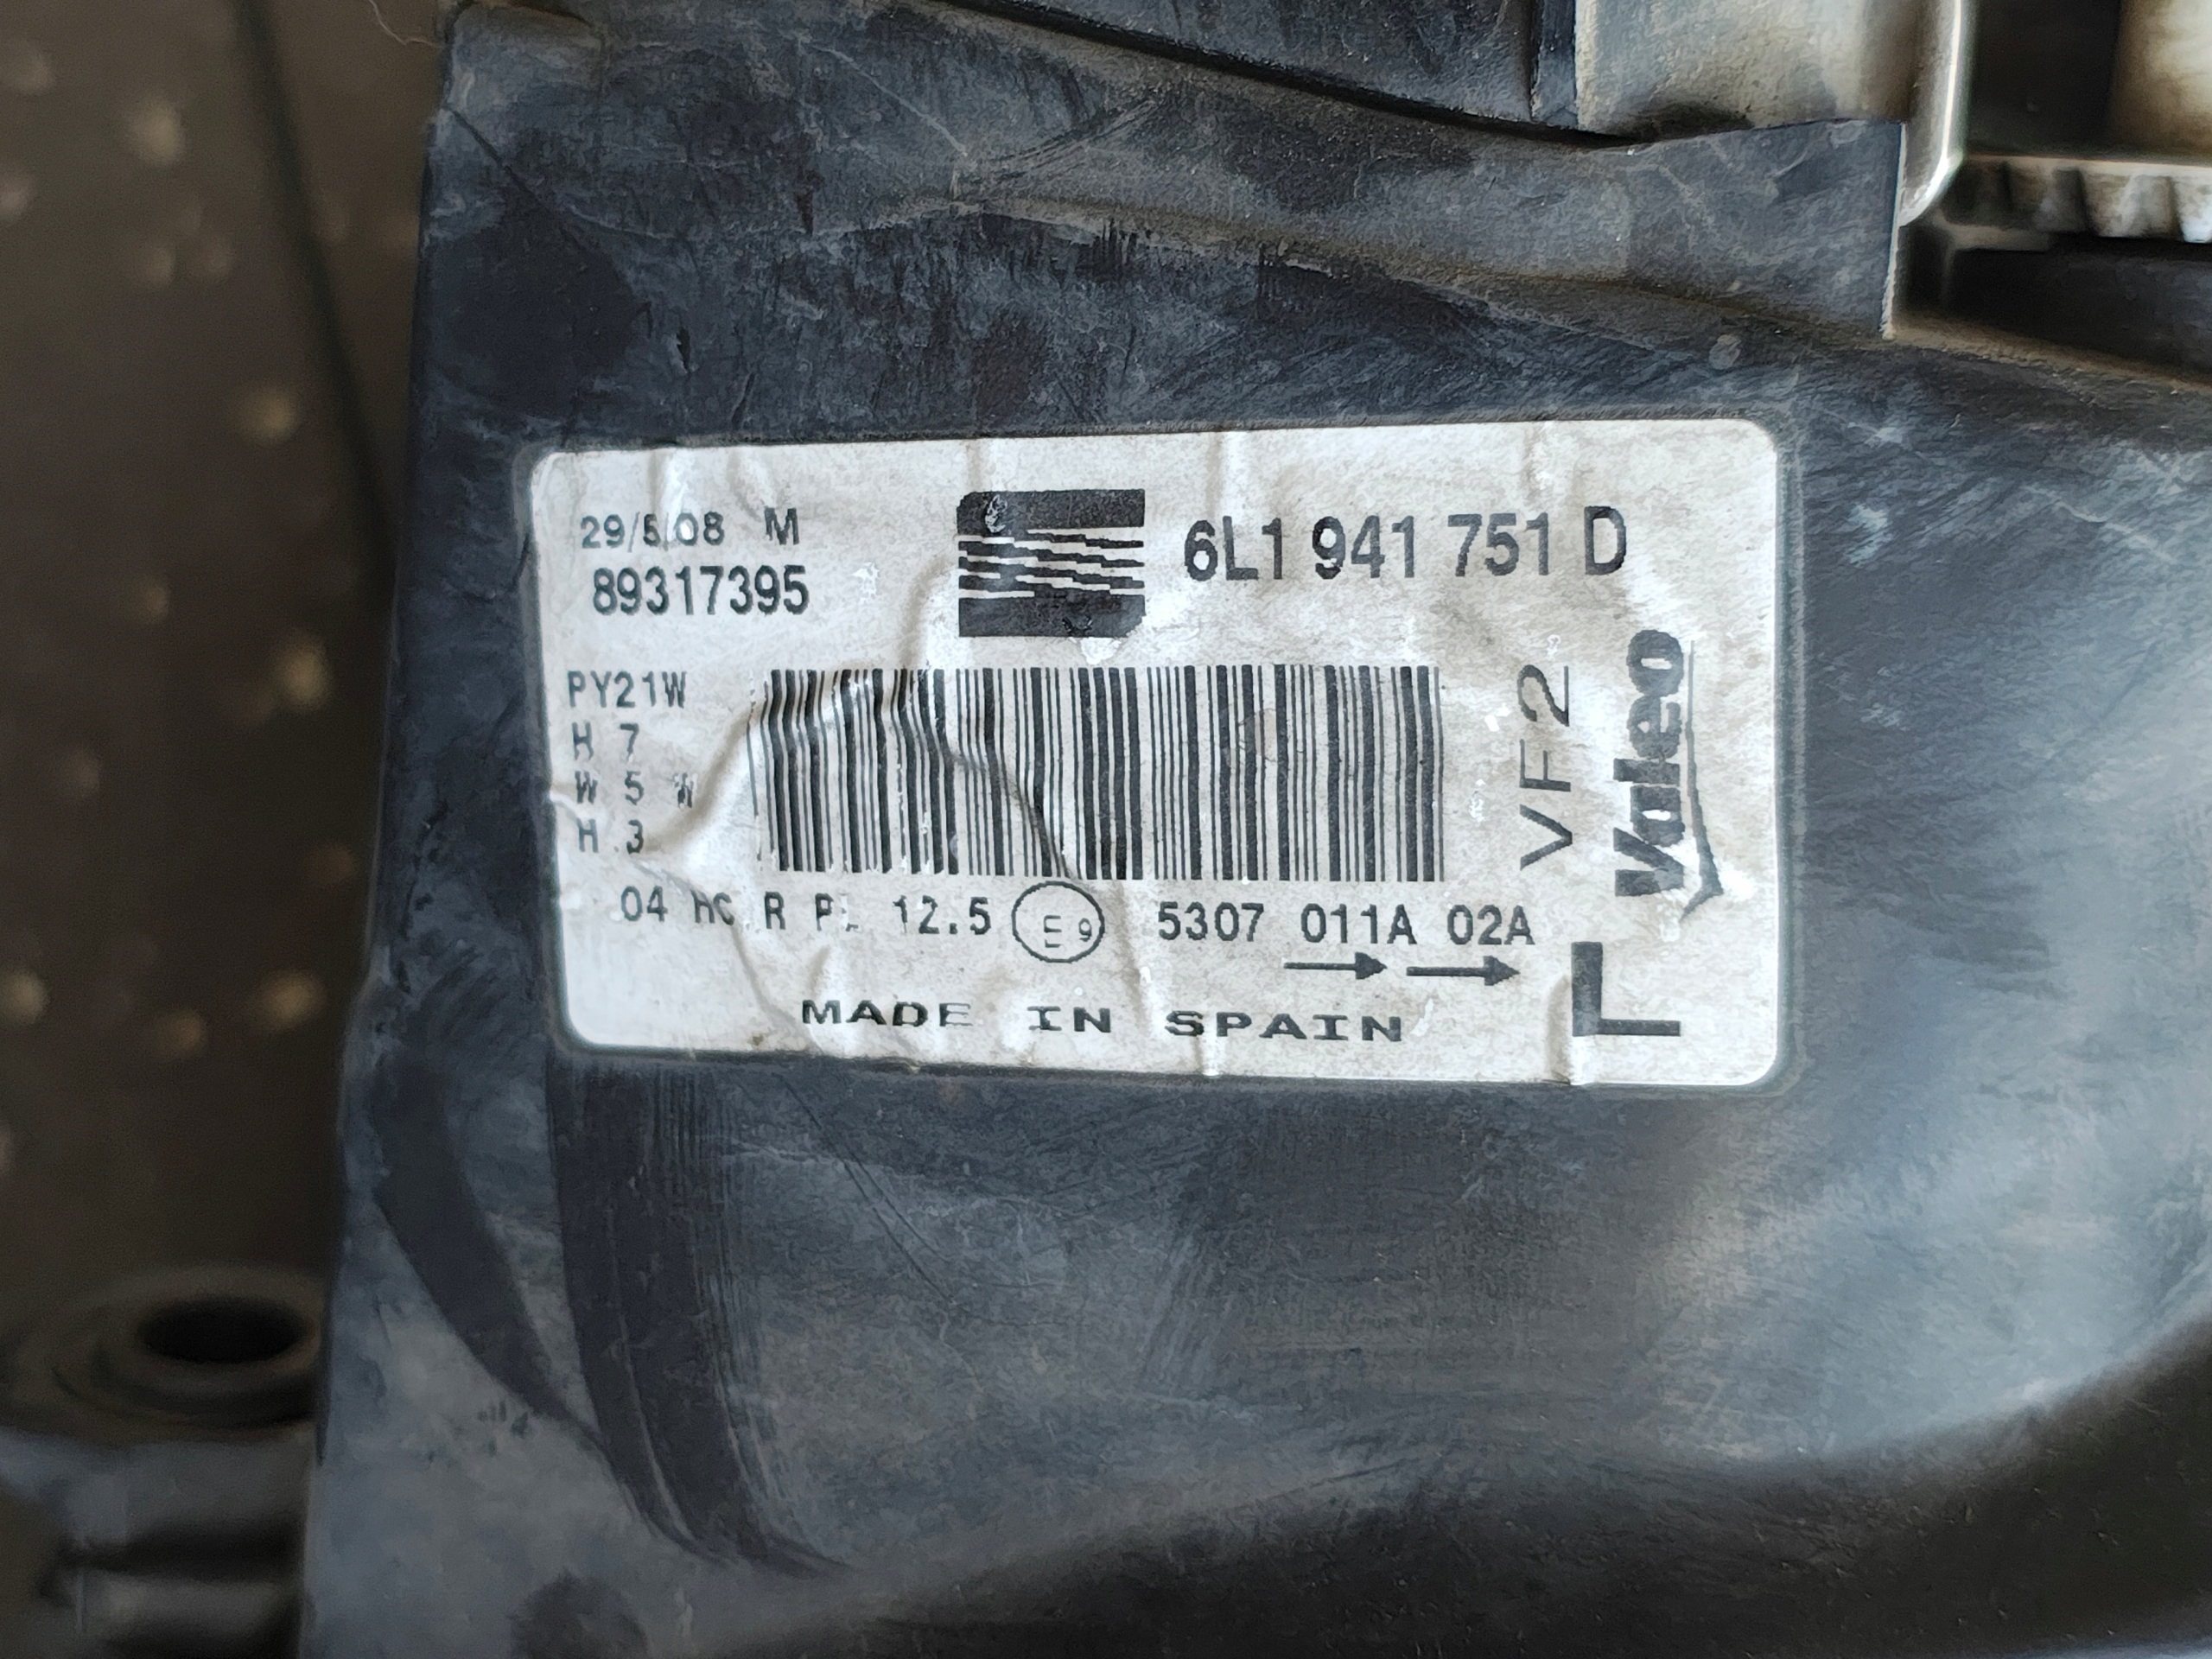 29/5/08 M
89317395
6L1 941 751 D
PY21W
H 7
W 5 W
H 3
VF2
Valeo
04 HC R PL 12.5 E9 5307 011A 02A
L
MADE IN SPAIN